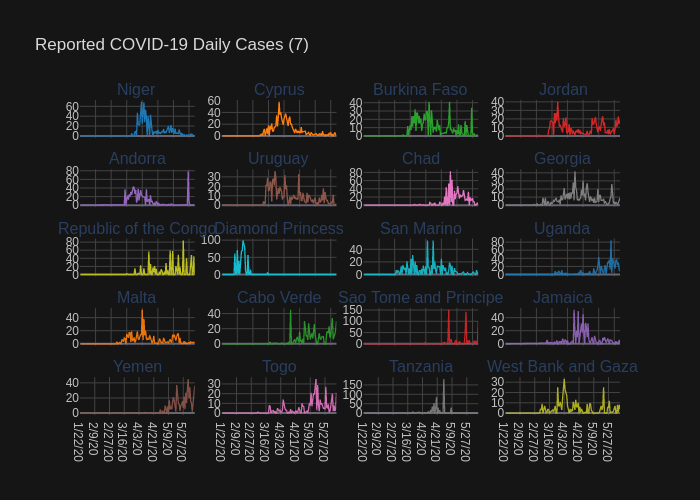 Reported COVID-19 Daily Cases (7)
Niger Cyprus Burkina Faso Jordan
60 60 40 40
40 40 30 30
20 20 20 20
0 0 10 10
0 0
Andorra Uruguay Chad Georgia
80 30 80 40
60 20 60 30
40 10 40 20
20 0 20 10
0 0 0
Republic of the Congo Diamond Princess San Marino Uganda
80 100 40 80
60 50 20 60
40 0 0 40
20 20
0 0
Malta Cabo Verde Sao Tome and Principe Jamaica
40 40 150 40
20 20 100 20
0 0 50 0
0
Yemen Togo Tanzania West Bank and Gaza
40 30 150 30
20 20 100 20
0 10 50 10
0 0 0
1/22/20 2/9/20 2/27/20 3/16/20 4/3/20 4/21/20 5/9/20 5/27/20 1/22/20 2/9/20 2/27/20 3/16/20 4/3/20 4/21/20 5/9/20 5/27/20 1/22/20 2/9/20 2/27/20 3/16/20 4/3/20 4/21/20 5/9/20 5/27/20 1/22/20 2/9/20 2/27/20 3/16/20 4/3/20 4/21/20 5/9/20 5/27/20